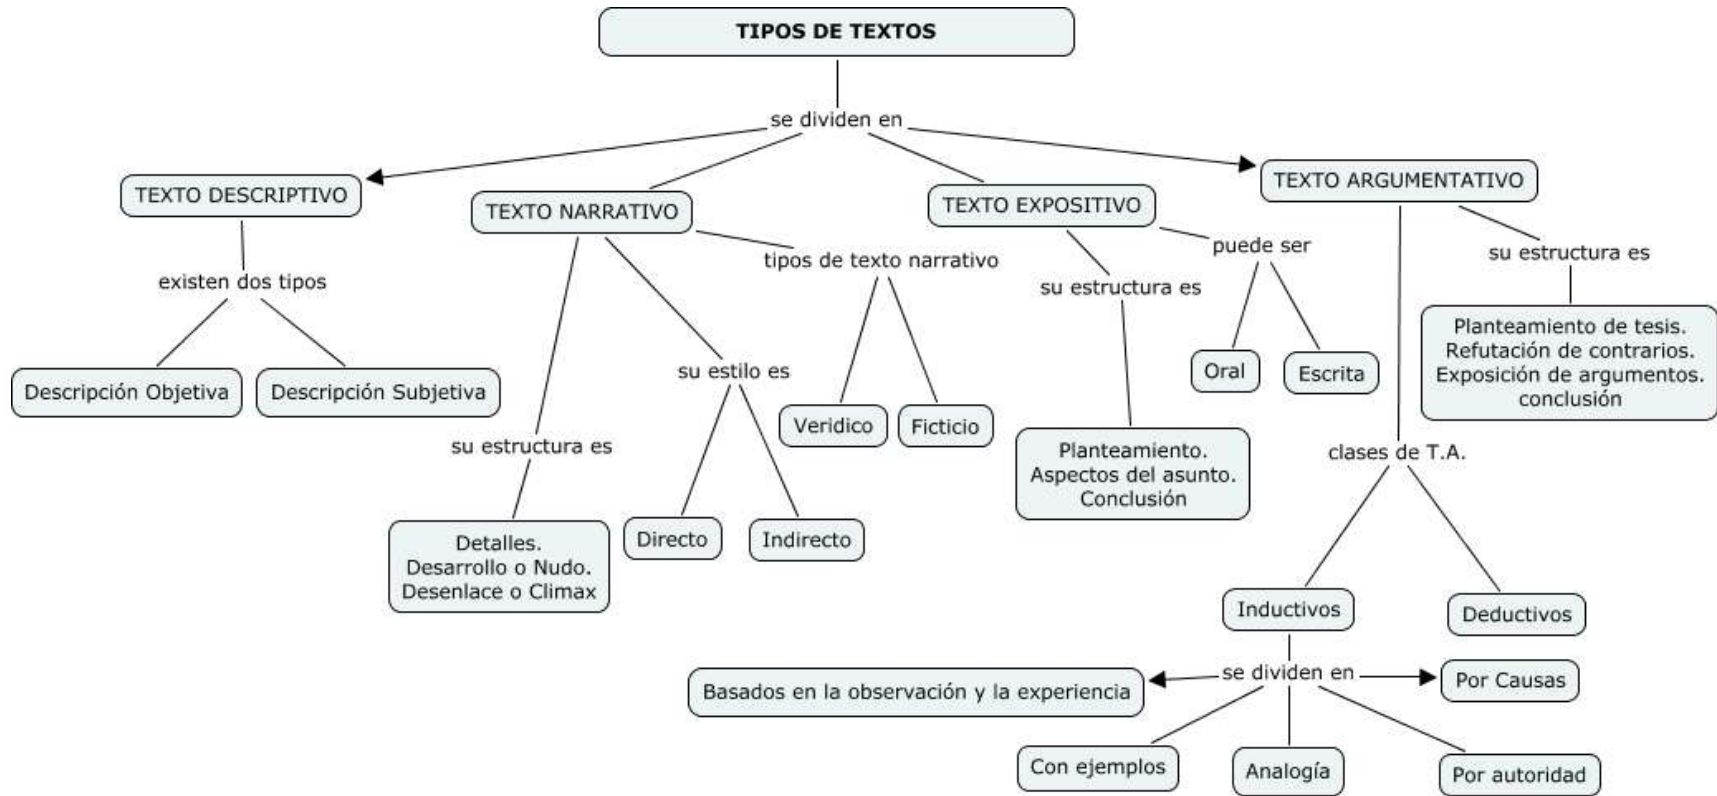 TIPOS DE TEXTOS
se dividen en
TEXTO DESCRIPTIVO
existen dos tipos
Descripción Objetiva
Descripción Subjetiva
TEXTO NARRATIVO
su estructura es
Detalles.
Desarrollo o Nudo.
Desenlace o Climax
su estilo es
Directo
Indirecto
tipos de texto narrativo
Veridico
Ficticio
TEXTO EXPOSITIVO
su estructura es
Planteamiento.
Aspectos del asunto.
Conclusión
puede ser
Oral
Escrita
TEXTO ARGUMENTATIVO
su estructura es
Planteamiento de tesis.
Refutación de contrarios.
Exposición de argumentos.
conclusión
clases de T.A.
Inductivos
Deductivos
se dividen en
Basados en la observación y la experiencia
Por Causas
Con ejemplos
Analogía
Por autoridad